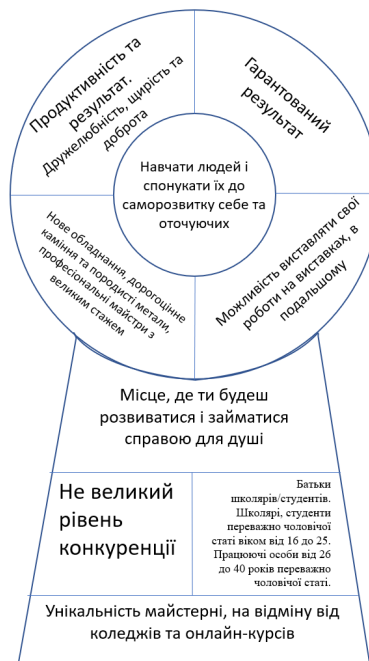 Продуктивність та
результат.
Дружелюбність, щирість та
доброта
Гарантований
результат
Навчати людей і
спонукати їх до
саморозвитку себе та
оточуючих
Нове обладнання, дорогоцінне
каміння та породисті метали,
професіональні майстри з
великим стажем
Можливість виставляти свої
роботи на виставках, в
подальшому
Місце, де ти будеш
розвиватися і займатися
справою для душі
Не великий
рівень
конкуренції
Батьки
школярів/студентів.
Школярі, студенти
переважно чоловічої
статі віком від 16 до 25.
Працюючі особи від 26
до 40 років переважно
чоловічої статі.
Унікальність майстерні, на відміну від
коледжів та онлайн-курсів